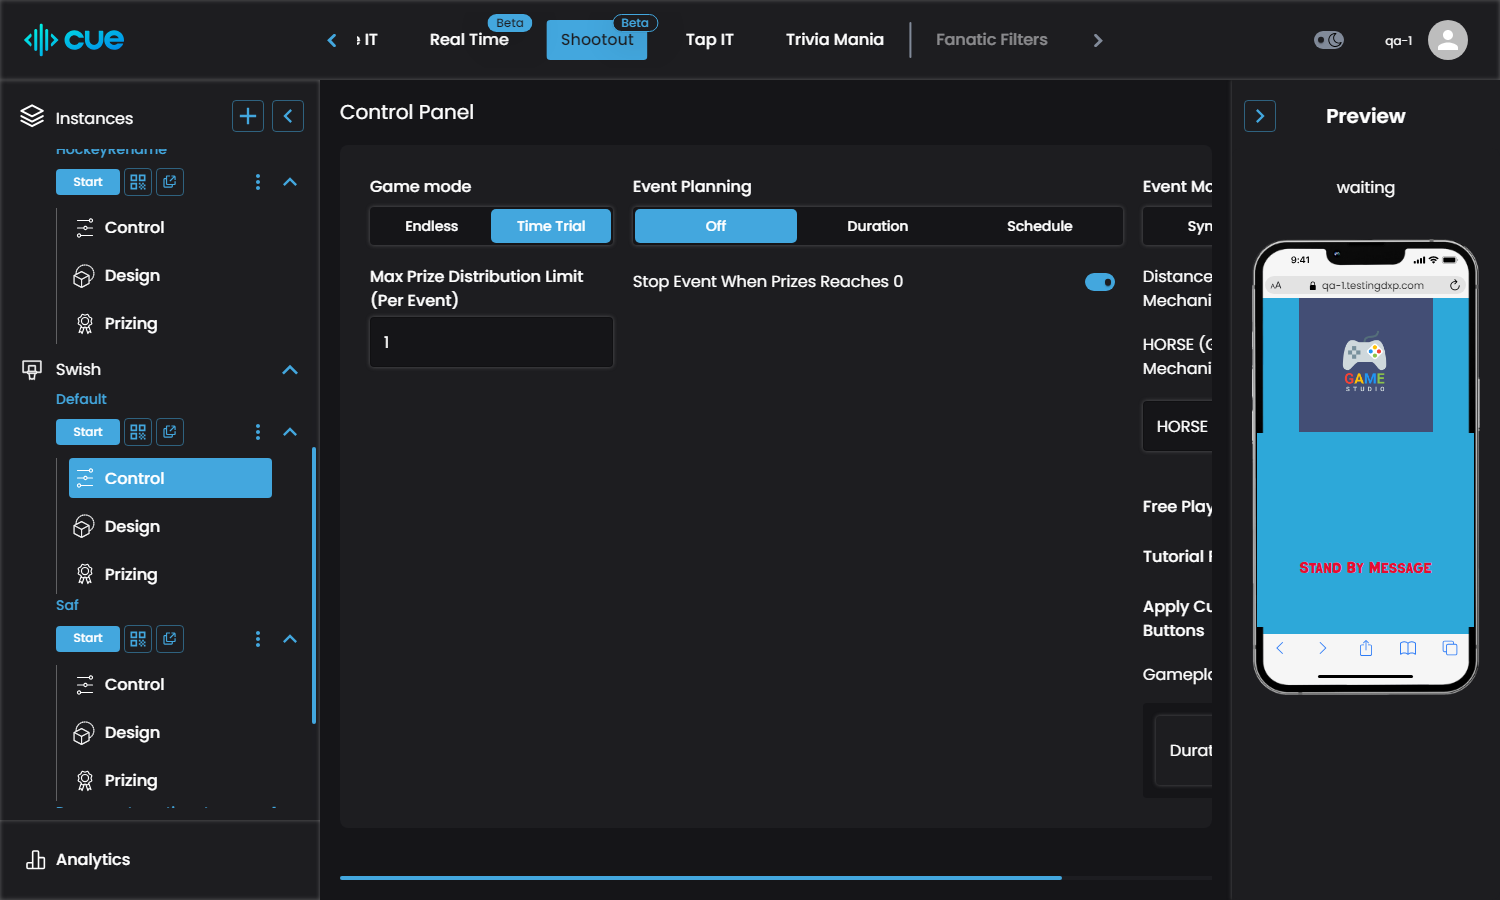 cue
IT
Real Time
Beta
Shootout
Beta
Tap IT
Trivia Mania
Fanatic Filters
qa-1
Instances
HockeyRename
Start
Control
Design
Prizing
Swish
Default
Start
Control
Design
Prizing
Saf
Start
Control
Design
Prizing
Analytics
Control Panel
Game mode
Endless
Time Trial
Max Prize Distribution Limit
(Per Event)
1
Event Planning
Off
Duration
Schedule
Stop Event When Prizes Reaches 0
Event Mo
Syn
Distance
Mechani
HORSE (G
Mechani
HORSE
Free Play
Tutorial
Apply Cu
Buttons
Gamepla
Durat
Preview
waiting
9:41
AA
qa-1.testingdxp.com
GAME
STUDIO
Stand By Message